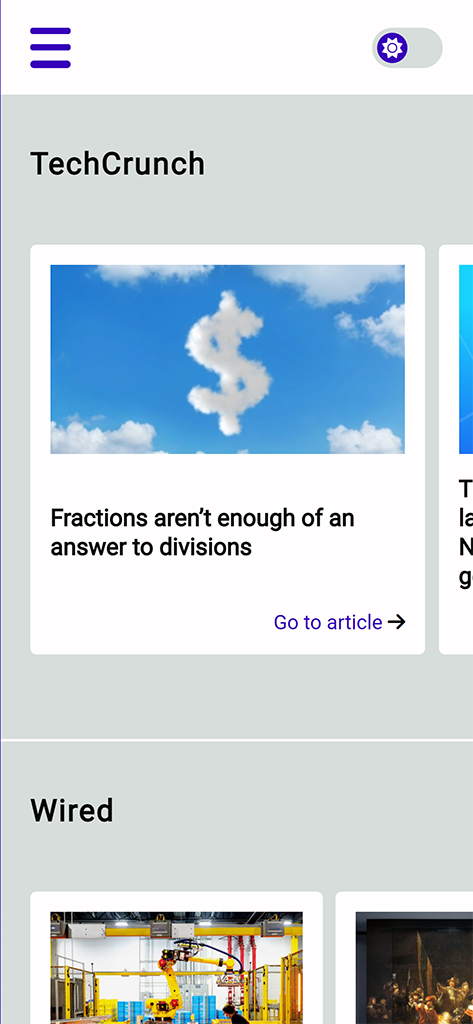 TechCrunch
Fractions aren’t enough of an
answer to divisions
T
la
N
g
Go to article
Wired